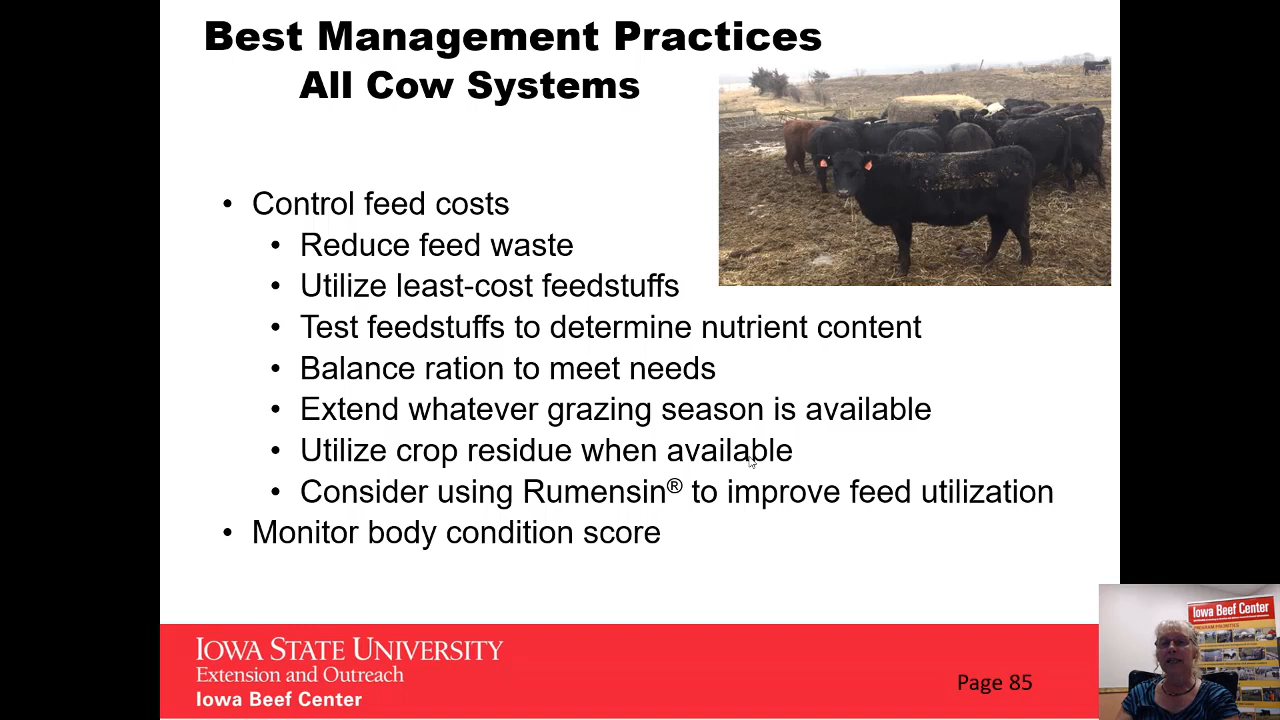 Best Management Practices
All Cow Systems
• Control feed costs
• Reduce feed waste
• Utilize least-cost feedstuffs
• Test feedstuffs to determine nutrient content
• Balance ration to meet needs
• Extend whatever grazing season is available
• Utilize crop residue when available
• Consider using Rumensin® to improve feed utilization
• Monitor body condition score
IOWA STATE UNIVERSITY
Extension and Outreach
Iowa Beef Center
Page 85
Iowa Beef Center
PROGRAM PRIORITIES